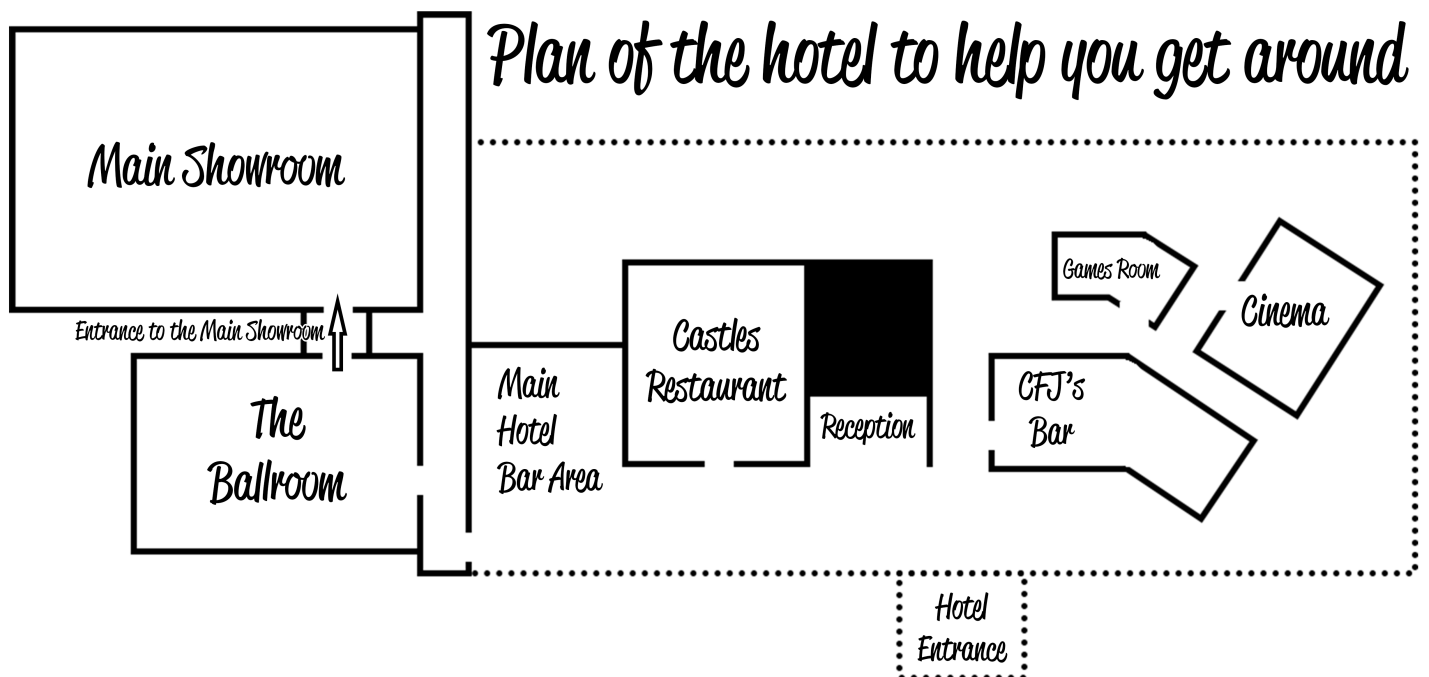 Plan of the hotel to help you get around
Main Showroom
Entrance to the Main Showroom
The
Ballroom
Main
Hotel
Bar Area
Castles
Restaurant
Reception
Games Room
Cinema
CFJ's
Bar
Hotel
Entrance